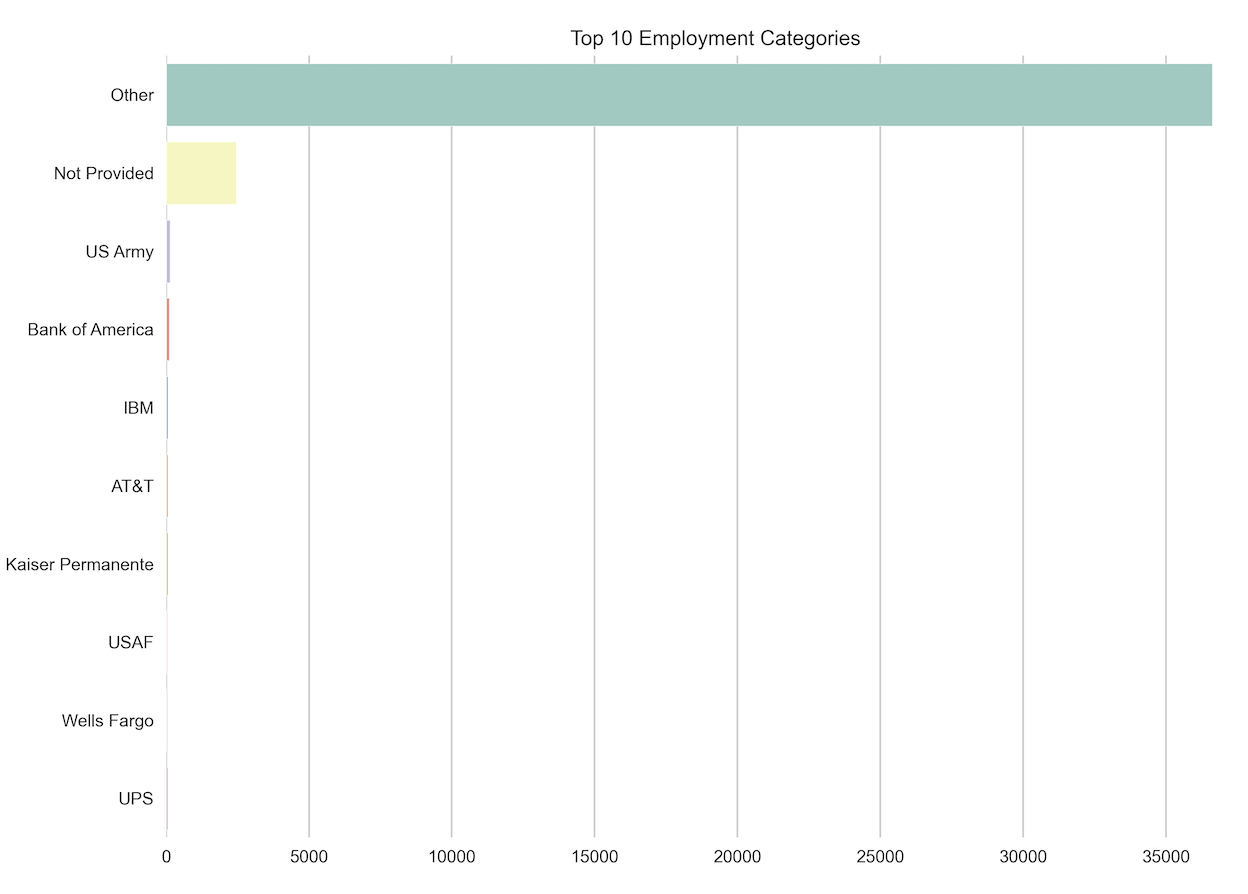 Top 10 Employment Categories
Other
Not Provided
US Army
Bank of America
IBM
AT&T
Kaiser Permanente
USAF
Wells Fargo
UPS
0 5000 10000 15000 20000 25000 30000 35000